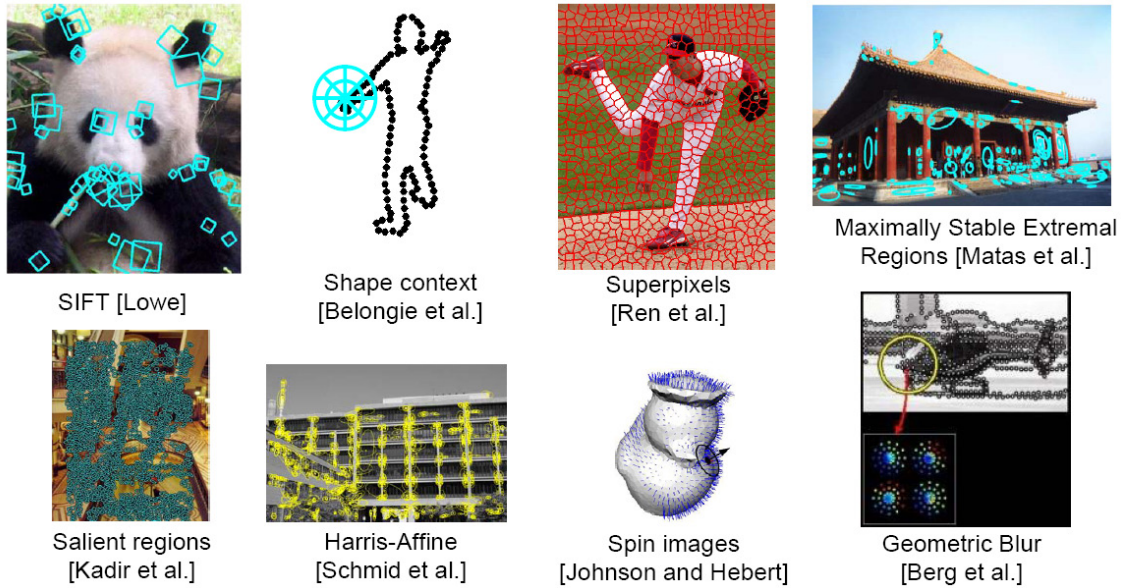 SIFT [Lowe]
Shape context
[Belongie et al.]
Superpixels
[Ren et al.]
Maximally Stable Extremal
Regions [Matas et al.]
Salient regions
[Kadir et al.]
Harris-Affine
[Schmid et al.]
Spin images
[Johnson and Hebert]
Geometric Blur
[Berg et al.]